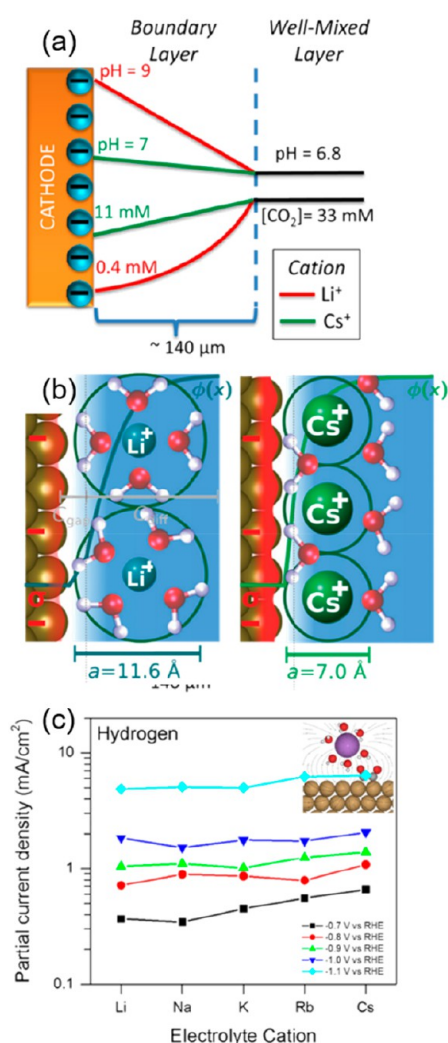 (a)
Boundary Layer
Well-Mixed Layer
pH = 9
pH = 7
pH = 6.8
CATHODE
11 mM
[CO2]= 33 mM
0.4 mM
Cation
Li+
Cs+
~ 140 μm
(b)
ϕ(x)
ϕ(x)
Li+
Cs+
Cgap
Cdiff
Cs+
Li+
σ
σ
Cs+
a=11.6 Å
a=7.0 Å
(c)
Hydrogen
Partial current density (mA/cm2)
10
1
0.1
-0.7 V vs RHE
-0.8 V vs RHE
-0.9 V vs RHE
-1.0 V vs RHE
-1.1 V vs RHE
Li Na K Rb Cs
Electrolyte Cation